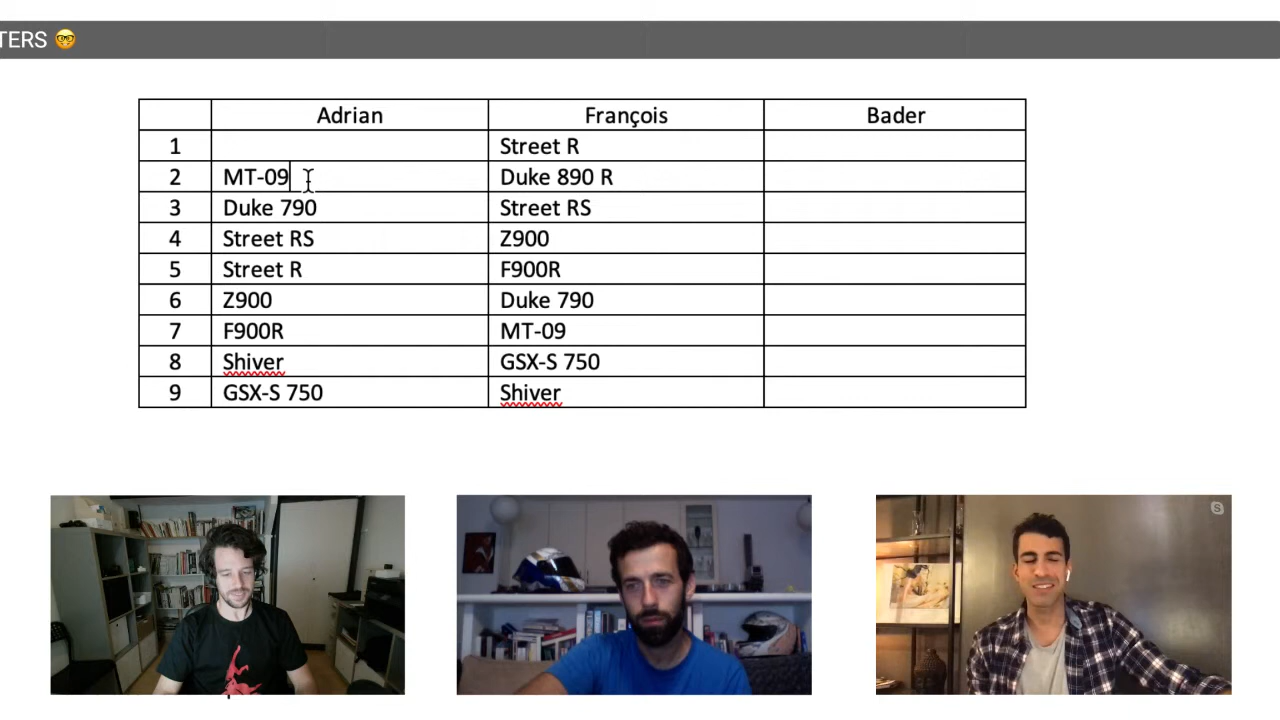 TERS 🤓
Adrian François Bader
1 Street R
2 MT-09 Duke 890 R
3 Duke 790 Street RS
4 Street RS Z900
5 Street R F900R
6 Z900 Duke 790
7 F900R MT-09
8 Shiver GSX-S 750
9 GSX-S 750 Shiver
S